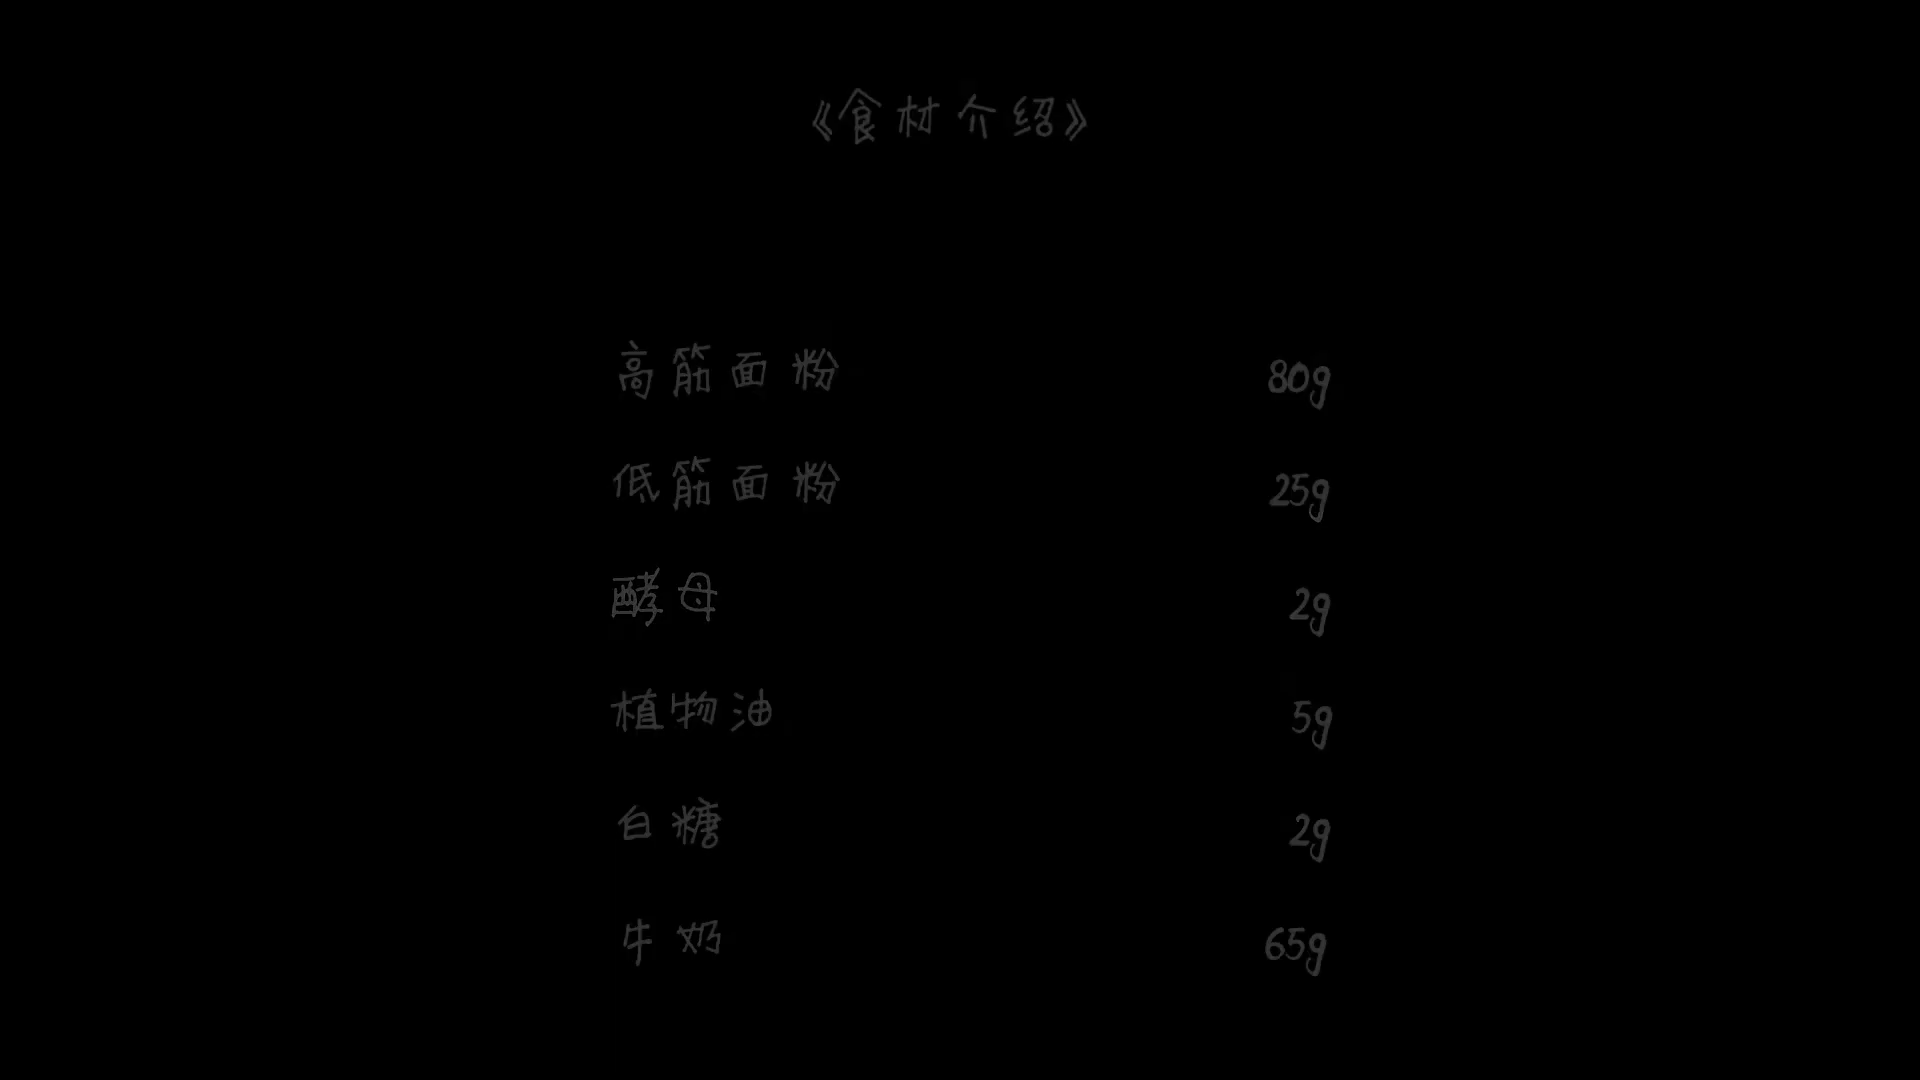 《食材介绍》
高筋面粉 80g
低筋面粉 25g
酵母 2g
植物油 5g
白糖 2g
牛奶 65g